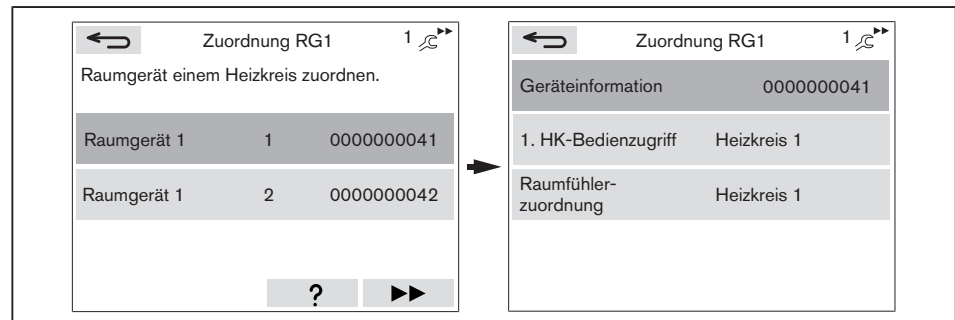 Zuordnung RG1 1
Raumgerät einem Heizkreis zuordnen.
Raumgerät 1 1 0000000041
Raumgerät 1 2 0000000042
?
Zuordnung RG1 1
Geräteinformation 0000000041
1. HK-Bedienzugriff Heizkreis 1
Raumfühler-
zuordnung Heizkreis 1